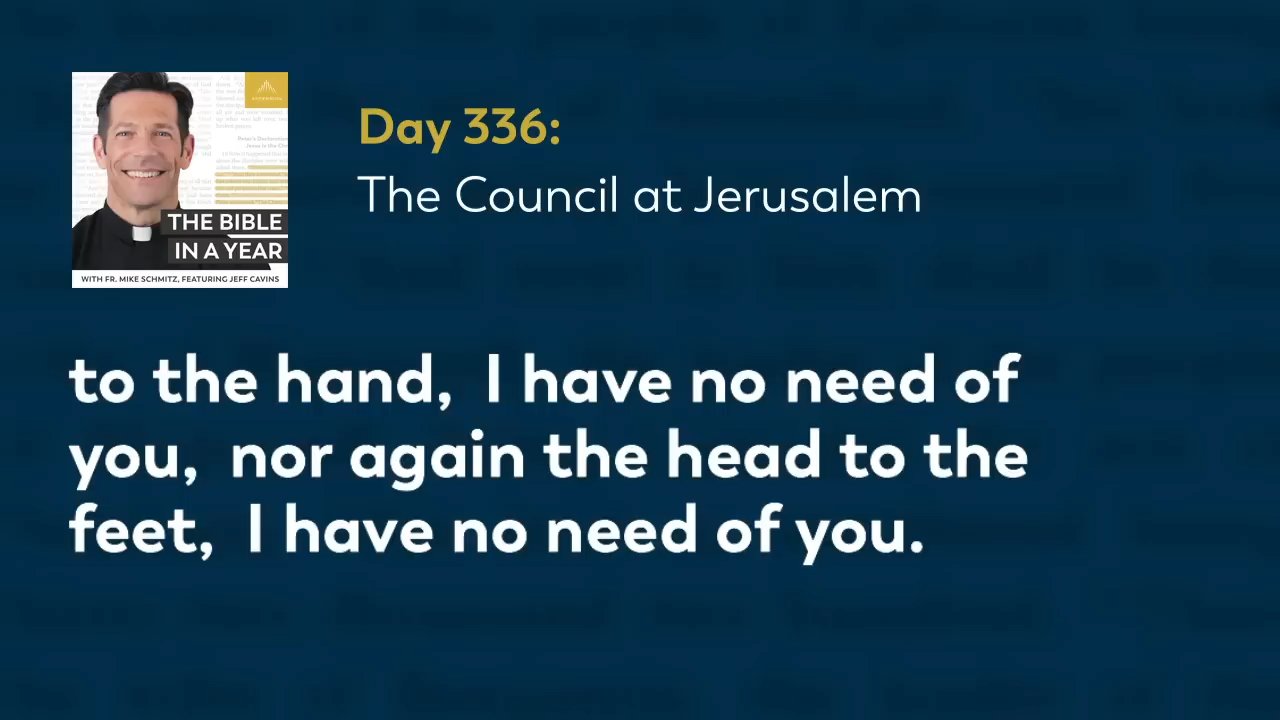 Day 336:
The Council at Jerusalem
THE BIBLE
IN A YEAR
WITH FR. MIKE SCHMITZ, FEATURING JEFF CAVINS
to the hand, I have no need of
you, nor again the head to the
feet, I have no need of you.